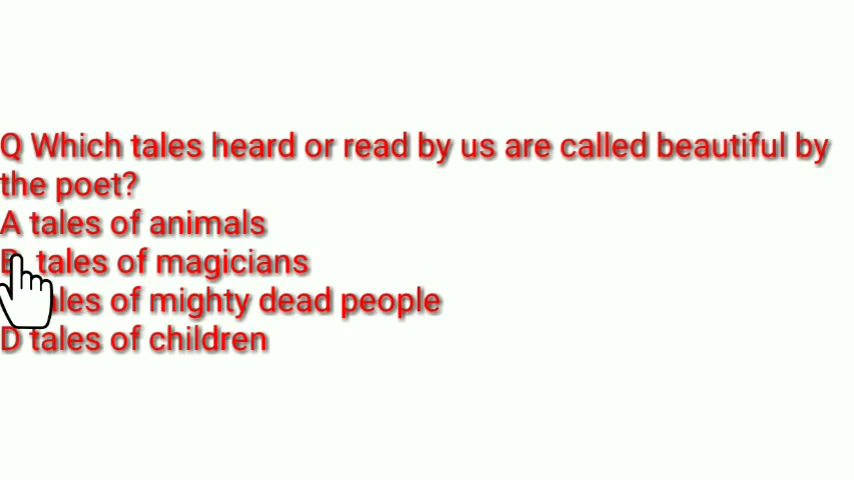 Q Which tales heard or read by us are called beautiful by
the poet?
A tales of animals
tales of magicians
of mighty dead people
D tales of children